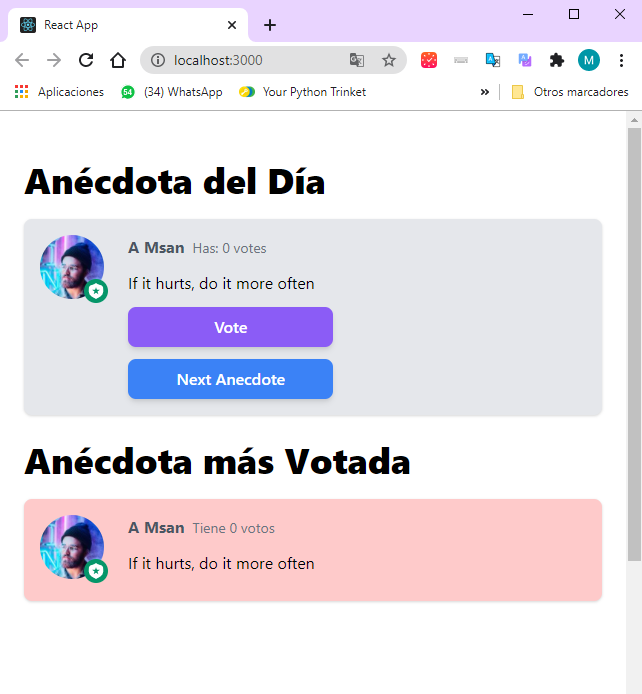 React App
localhost:3000
M
Aplicaciones
54
(34) WhatsApp
Your Python Trinket
»
Otros marcadores
Anécdota del Día
A Msan Has: 0 votes
If it hurts, do it more often
Vote
Next Anecdote
Anécdota más Votada
A Msan Tiene 0 votos
If it hurts, do it more often